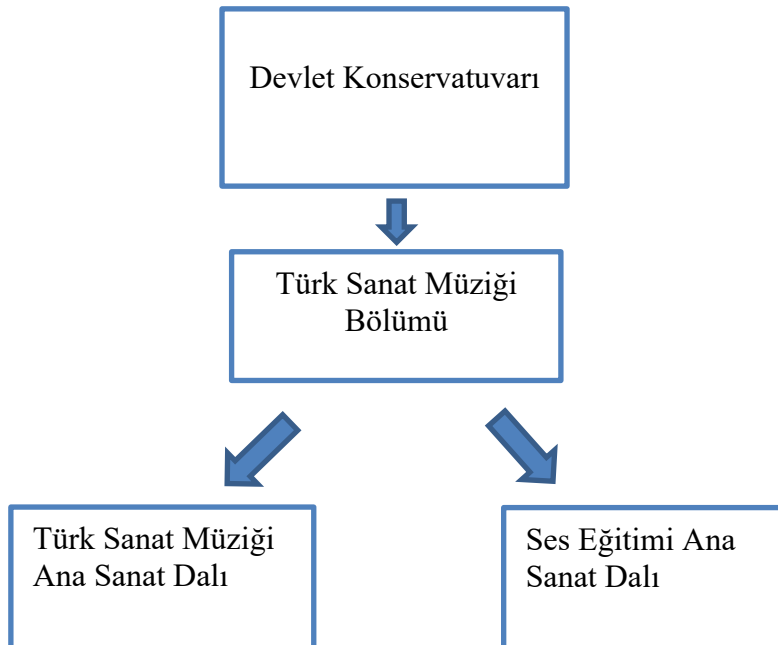 Devlet Konservatuvarı
Türk Sanat Müziği
Bölümü
Türk Sanat Müziği
Ana Sanat Dalı
Ses Eğitimi Ana
Sanat Dalı